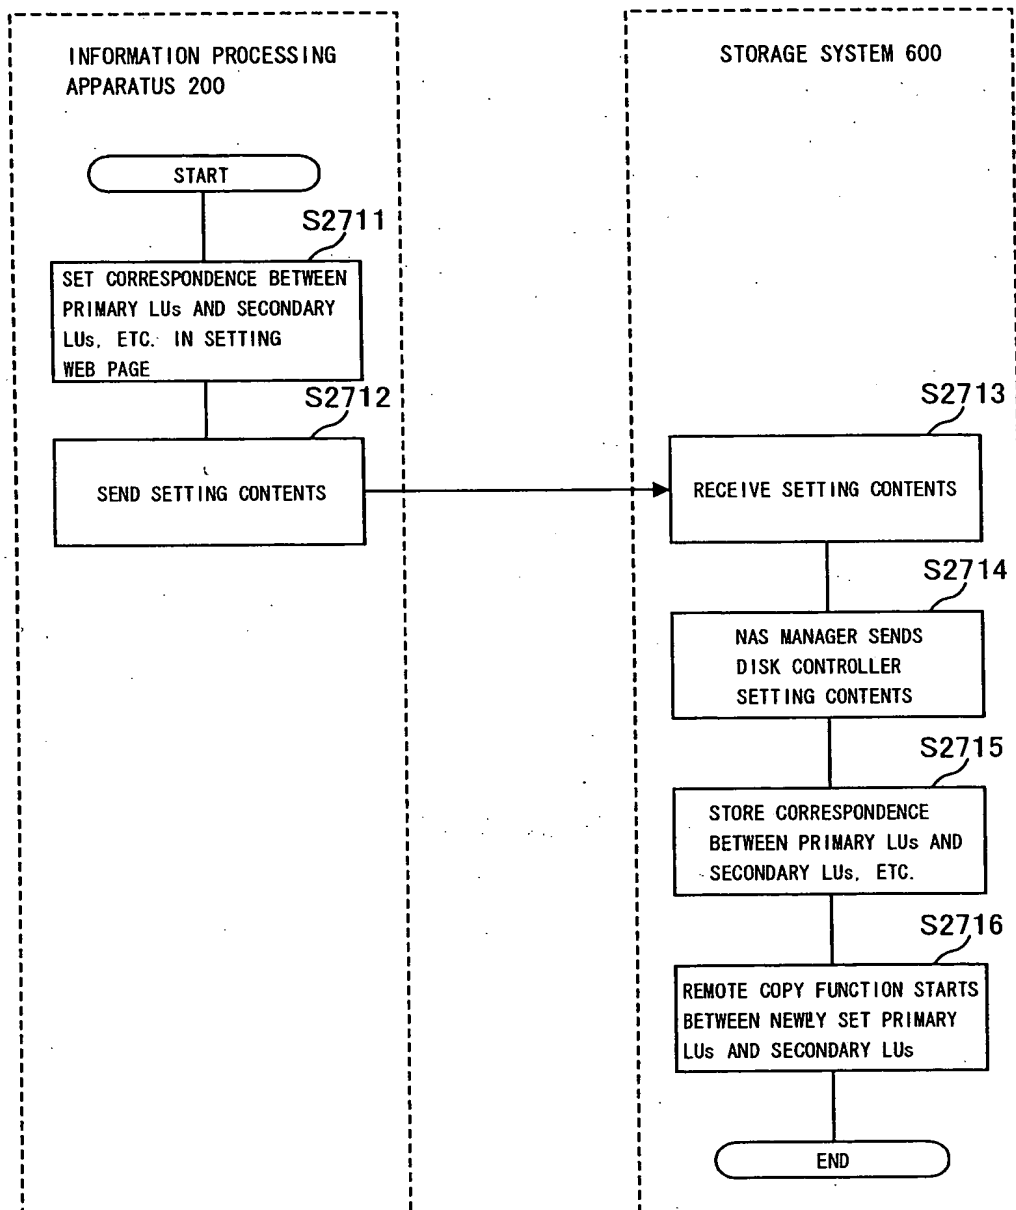 INFORMATION PROCESSING
APPARATUS 200
START
S2711
SET CORRESPONDENCE BETWEEN
PRIMARY LUs AND SECONDARY
LUs, ETC. IN SETTING
WEB PAGE
S2712
SEND SETTING CONTENTS
STORAGE SYSTEM 600
S2713
RECEIVE SETTING CONTENTS
S2714
NAS MANAGER SENDS
DISK CONTROLLER
SETTING CONTENTS
S2715
STORE CORRESPONDENCE
BETWEEN PRIMARY LUs AND
SECONDARY LUs, ETC.
S2716
REMOTE COPY FUNCTION STARTS
BETWEEN NEWLY SET PRIMARY
LUs AND SECONDARY LUs
END